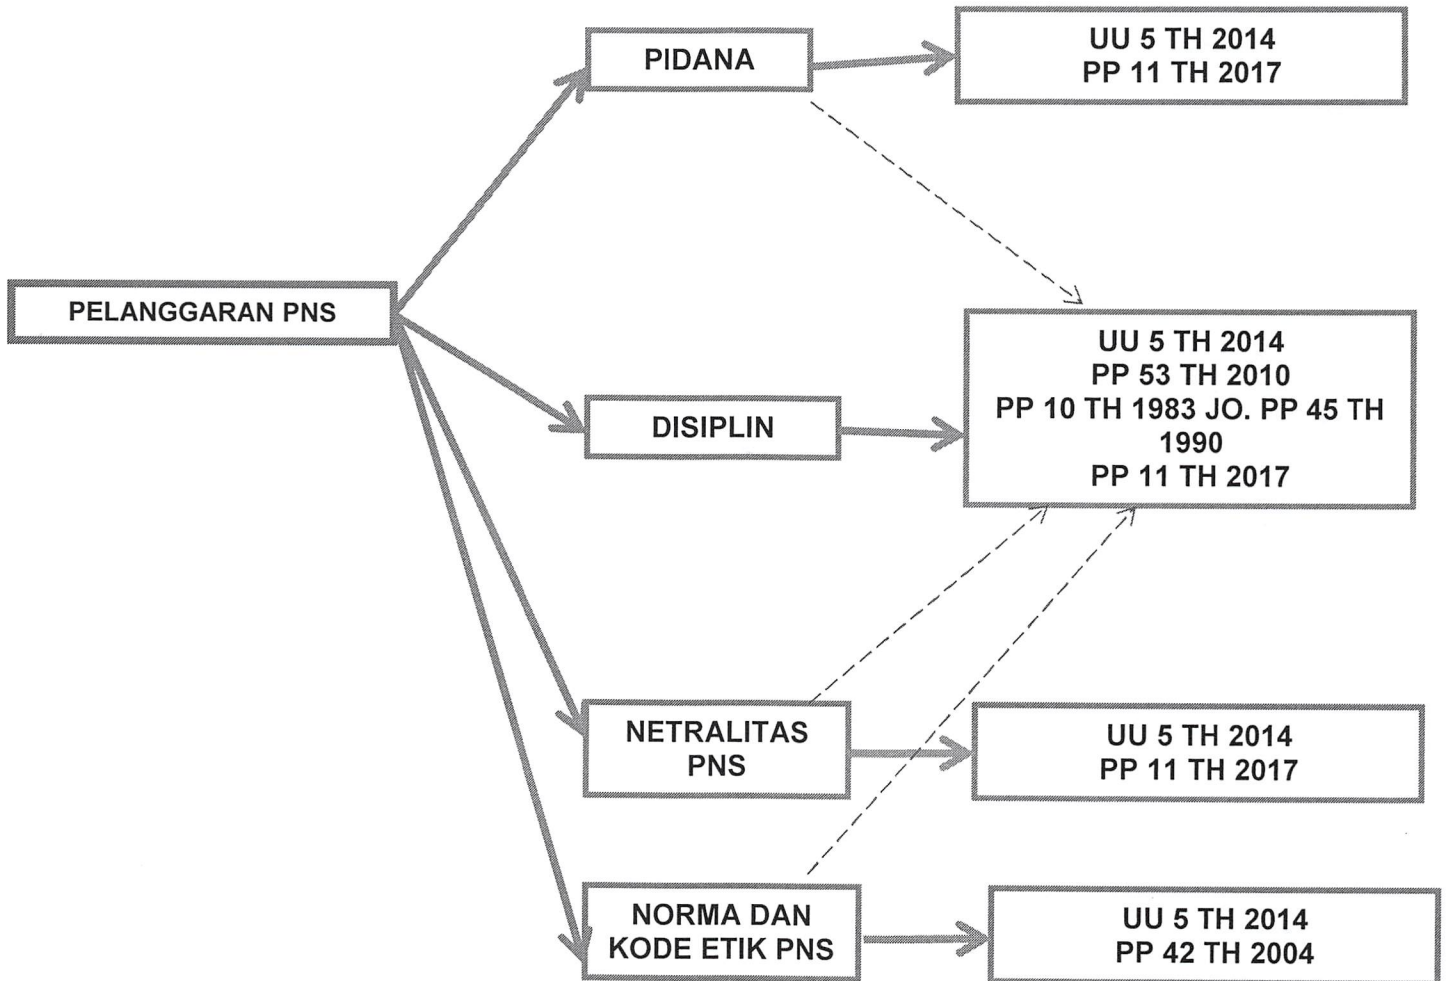 PIDANA
UU 5 TH 2014
PP 11 TH 2017
PELANGGARAN PNS
DISIPLIN
UU 5 TH 2014
PP 53 TH 2010
PP 10 TH 1983 JO. PP 45 TH
1990
PP 11 TH 2017
NETRALITAS
PNS
UU 5 TH 2014
PP 11 TH 2017
NORMA DAN
KODE ETIK PNS
UU 5 TH 2014
PP 42 TH 2004